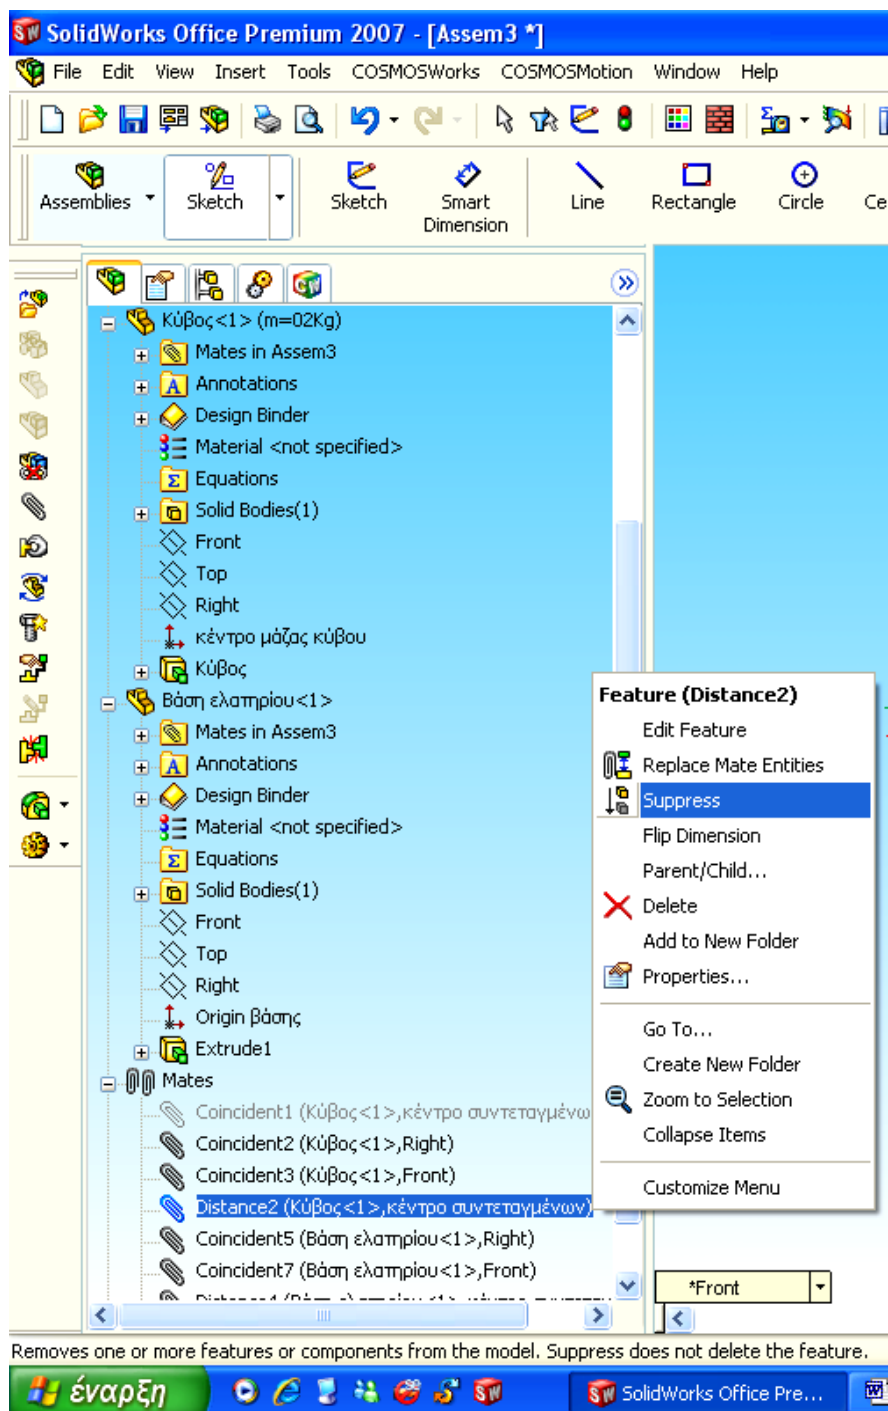 SolidWorks Office Premium 2007 - [Assem3 *]
File Edit View Insert Tools COSMOSWorks COSMOSMotion Window Help
Assemblies Sketch Sketch Smart Dimension Line Rectangle Circle Ce
Κύβος<1> (m=02Kg)
Mates in Assem3
Annotations
Design Binder
Material <not specified>
Equations
Solid Bodies(1)
Front
Top
Right
κέντρο μάζας κύβου
Κύβος
Βάση ελατηρίου<1>
Mates in Assem3
Annotations
Design Binder
Material <not specified>
Equations
Solid Bodies(1)
Front
Top
Right
Origin βάσης
Extrude1
Mates
Coincident1 (Κύβος<1>,κέντρο συντεταγμένω
Coincident2 (Κύβος<1>,Right)
Coincident3 (Κύβος<1>,Front)
Distance2 (Κύβος<1>,κέντρο συντεταγμένων)
Coincident5 (Βάση ελατηρίου<1>,Right)
Coincident7 (Βάση ελατηρίου<1>,Front)
Feature (Distance2)
Edit Feature
Replace Mate Entities
Suppress
Flip Dimension
Parent/Child...
Delete
Add to New Folder
Properties...
Go To...
Create New Folder
Zoom to Selection
Collapse Items
Customize Menu
*Front
Removes one or more features or components from the model. Suppress does not delete the feature.
έναρξη SolidWorks Office Pre...